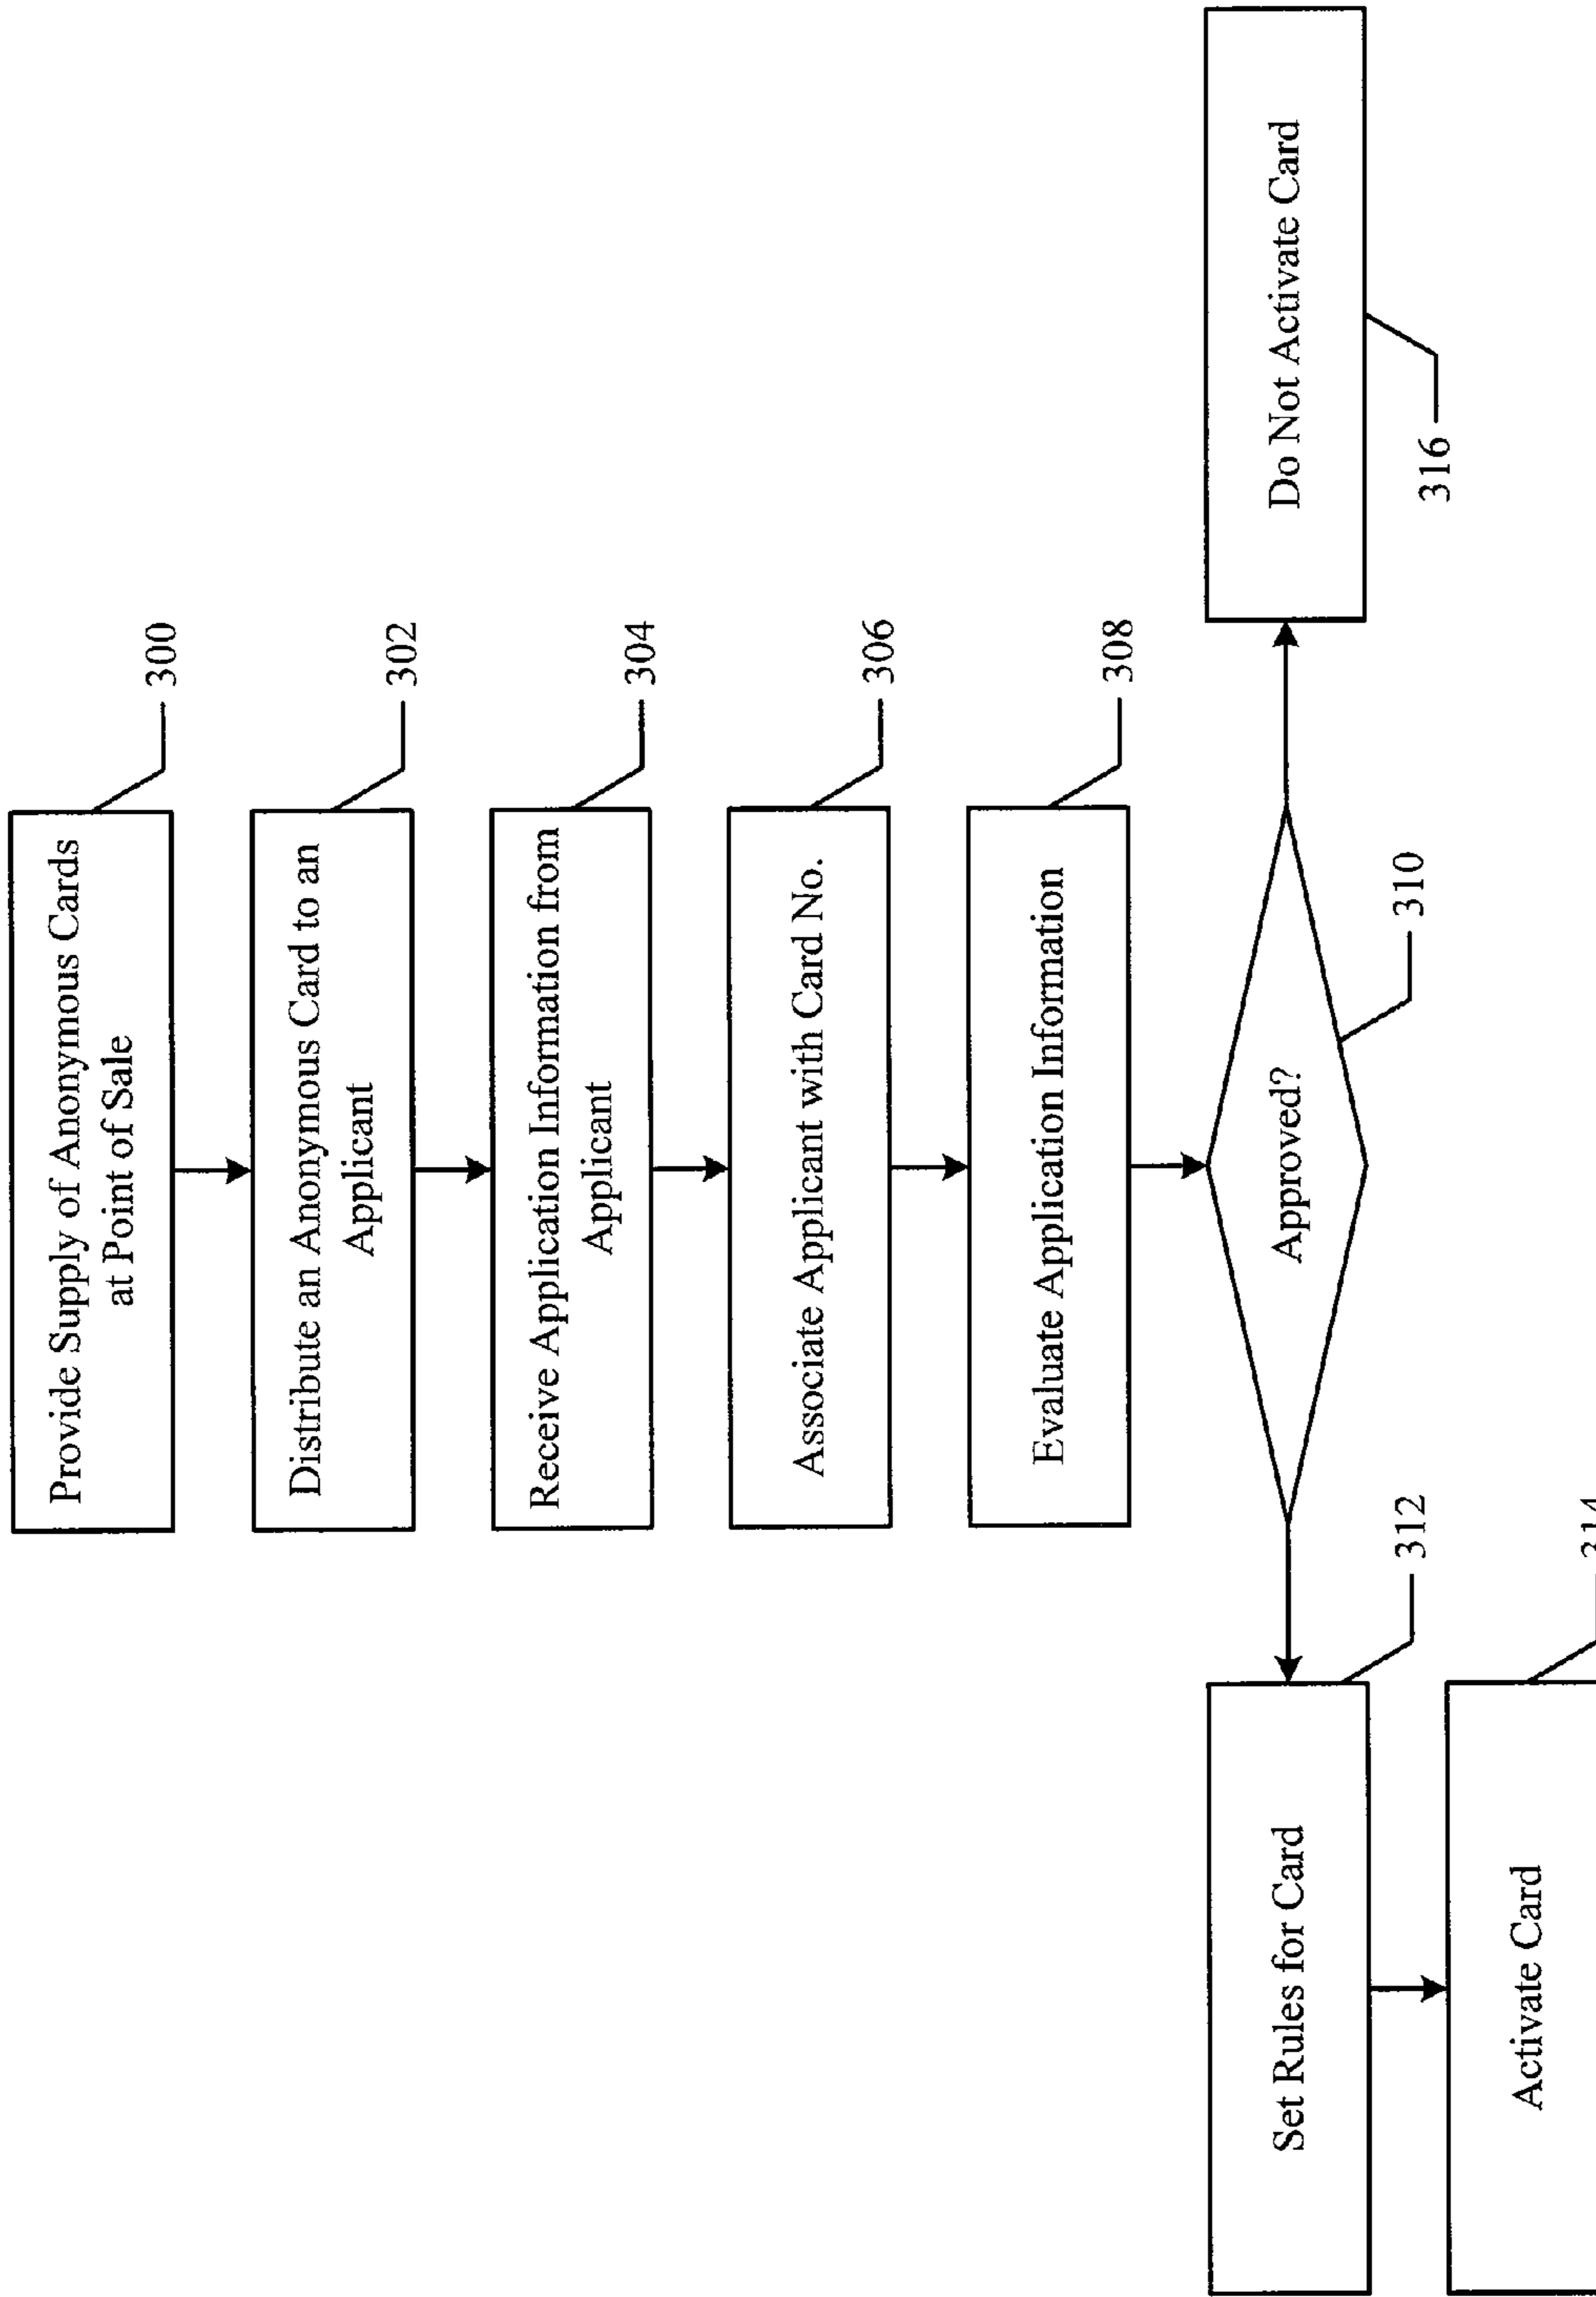 Provide Supply of Anonymous Cards
at Point of Sale
300
Distribute an Anonymous Card to an
Applicant
302
Receive Application Information from
Applicant
304
Associate Applicant with Card No.
306
Evaluate Application Information
308
Approved?
310
Set Rules for Card
312
Do Not Activate Card
316
Activate Card
314